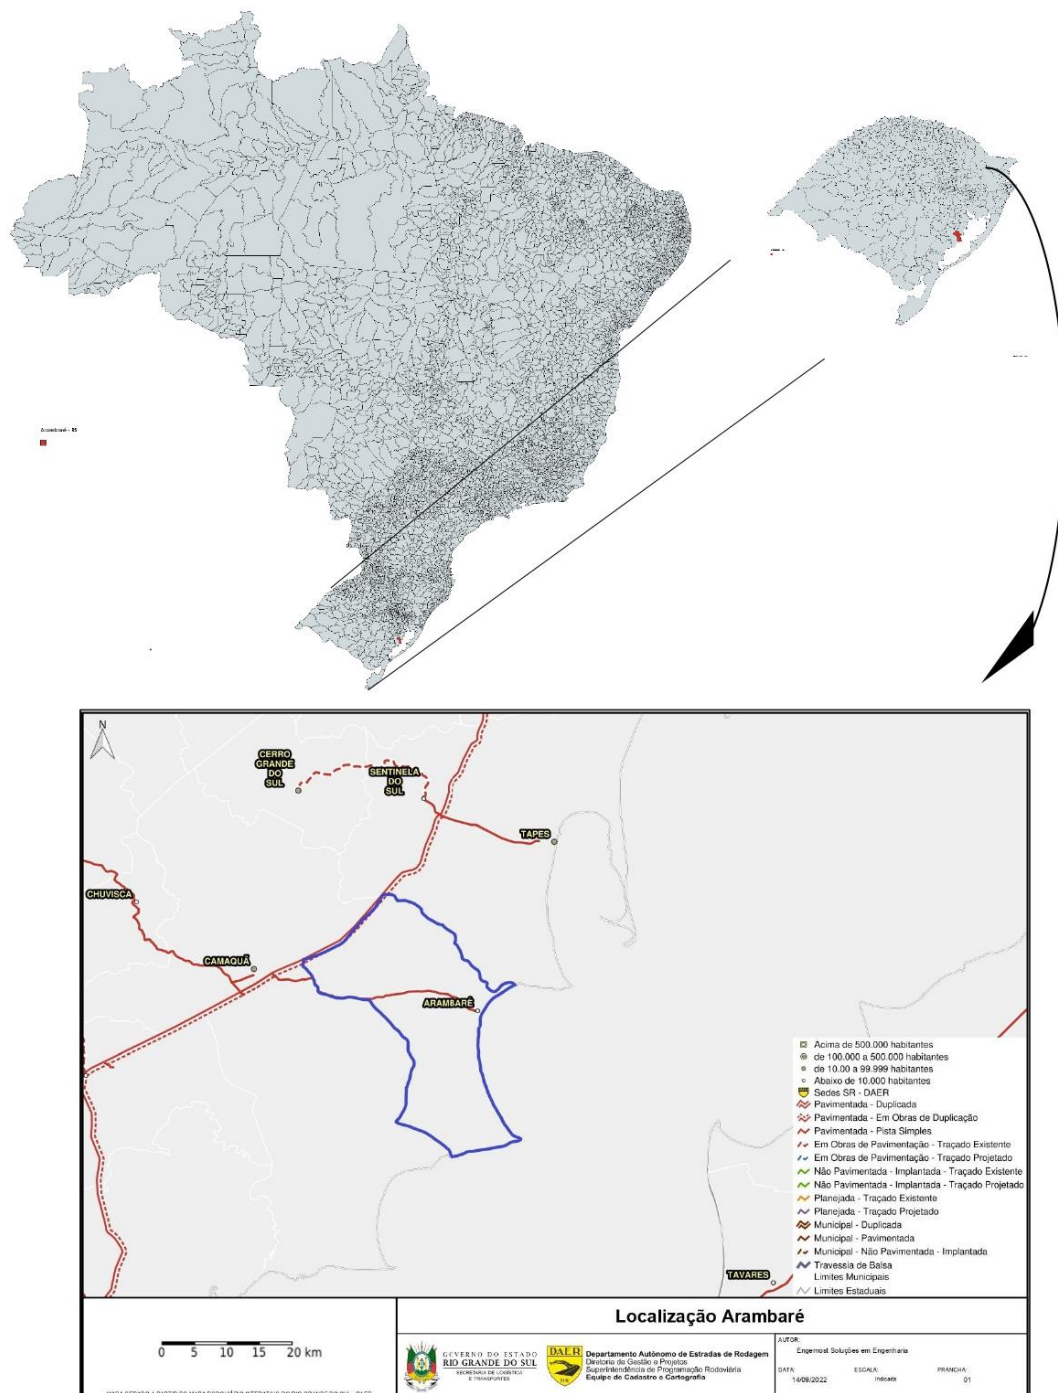 Arambaré - RS
N
CERRO
GRANDE
DO
SUL
SENTINELA
DO
SUL
TAPES
CHUVISCA
CAMAQUÃ
ARAMBARÉ
TAVARES
Acima de 500.000 habitantes
de 100.000 a 500.000 habitantes
de 10.00 a 99.999 habitantes
Abaixo de 10.000 habitantes
Sedes SR - DAER
Pavimentada - Duplicada
Pavimentada - Em Obras de Duplicação
Pavimentada - Pista Simples
Em Obras de Pavimentação - Traçado Existente
Em Obras de Pavimentação - Traçado Projetado
Não Pavimentada - Implantada - Traçado Existente
Não Pavimentada - Implantada - Traçado Projetado
Planejada - Traçado Existente
Planejada - Traçado Projetado
Municipal - Duplicada
Municipal - Pavimentada
Municipal - Não Pavimentada - Implantada
Travessia de Balsa
Limites Municipais
Limites Estaduais
Localização Arambaré
0 5 10 15 20 km
GOVERNO DO ESTADO
RIO GRANDE DO SUL
SECRETARIA DE LOGÍSTICA
E TRANSPORTES
DAER
Departamento Autônomo de Estradas de Rodagem
Diretoria de Gestão e Projetos
Superintendência de Programação Rodoviária
Equipe de Cadastro e Cartografia
AUTOR:
Engemost Soluções em Engenharia
DATA: ESCALA: PRANCHA:
14/09/2022 Indicada 01